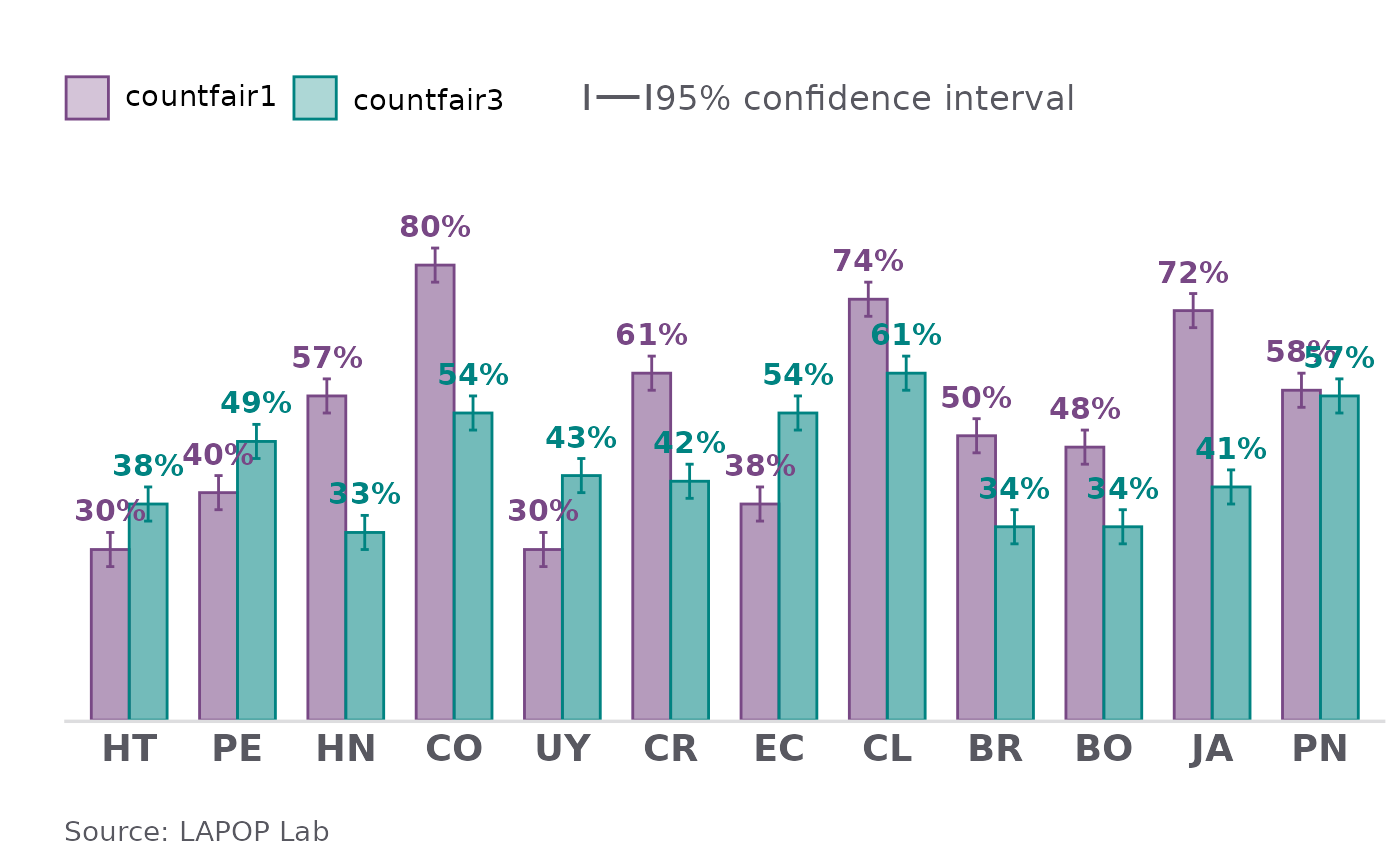 countfair1 countfair3 95% confidence interval
80%
74%
72%
61% 61%
57% 58% 57%
54% 54%
49% 50% 48%
40% 43% 42% 41%
38% 38%
30% 33% 30% 34% 34%
HT PE HN CO UY CR EC CL BR BO JA PN
Source: LAPOP Lab